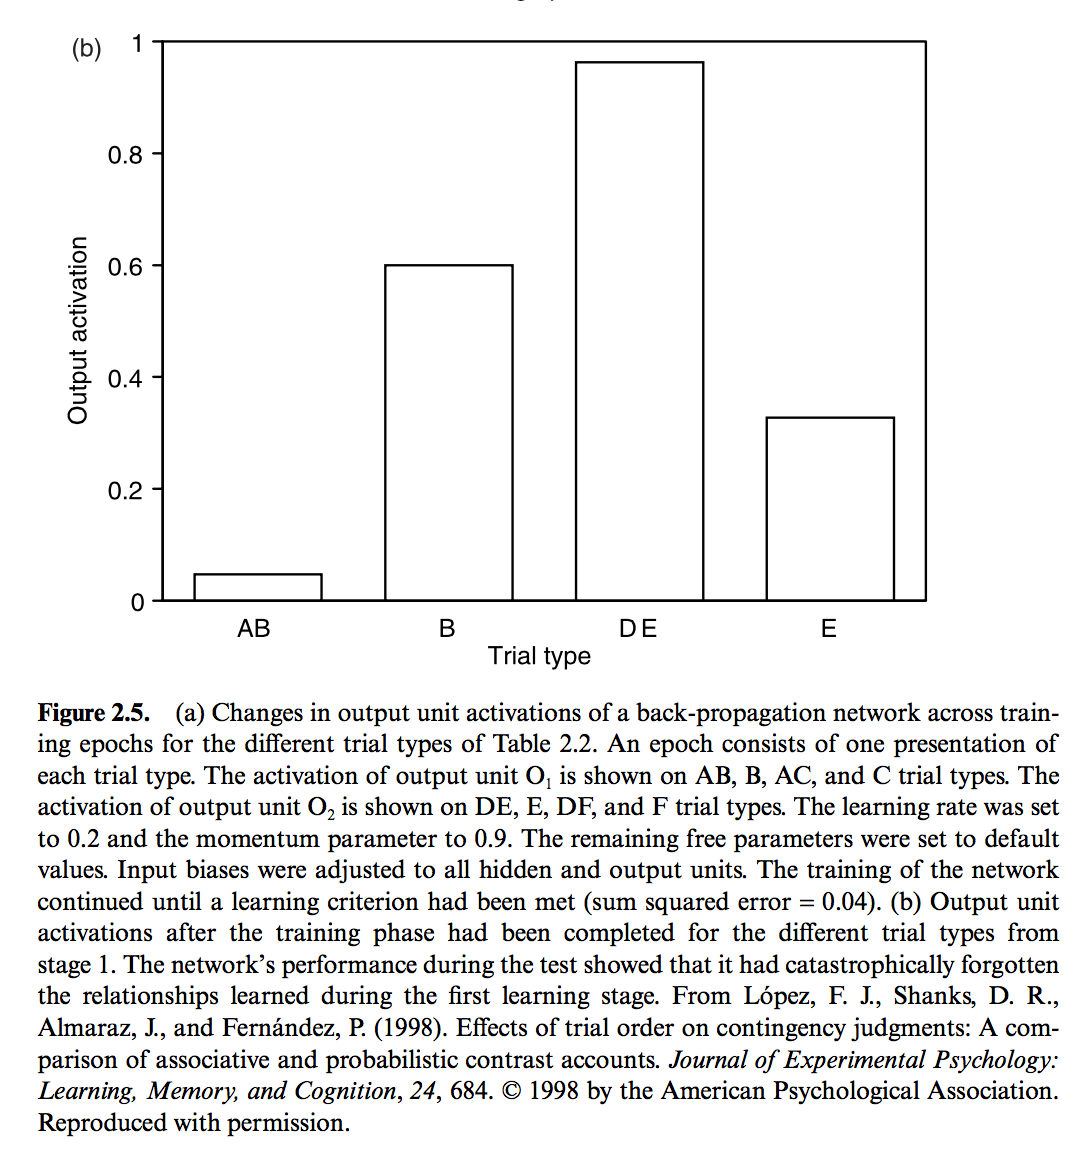 (b)
1
0.8
0.6
0.4
0.2
0
Output activation
AB B D E E
Trial type
Figure 2.5. (a) Changes in output unit activations of a back-propagation network across train-
ing epochs for the different trial types of Table 2.2. An epoch consists of one presentation of
each trial type. The activation of output unit O₁ is shown on AB, B, AC, and C trial types. The
activation of output unit O₂ is shown on DE, E, DF, and F trial types. The learning rate was set
to 0.2 and the momentum parameter to 0.9. The remaining free parameters were set to default
values. Input biases were adjusted to all hidden and output units. The training of the network
continued until a learning criterion had been met (sum squared error = 0.04). (b) Output unit
activations after the training phase had been completed for the different trial types from
stage 1. The network's performance during the test showed that it had catastrophically forgotten
the relationships learned during the first learning stage. From López, F. J., Shanks, D. R.,
Almaraz, J., and Fernández, P. (1998). Effects of trial order on contingency judgments: A com-
parison of associative and probabilistic contrast accounts. Journal of Experimental Psychology:
Learning, Memory, and Cognition, 24, 684. © 1998 by the American Psychological Association.
Reproduced with permission.